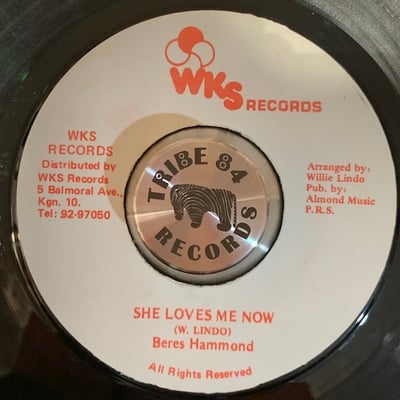 WKS RECORDS
WKS
RECORDS
Distributed by
WKS Records
5 Balmoral Ave.,
Kgn. 10.
Tel: 92-97050
TRIBE 84
RECORDS
Arranged by:
Willie Lindo
Pub. by:
Almond Music
P.R.S.
SHE LOVES ME NOW
(W. LINDO)
Beres Hammond
All Rights Reserved